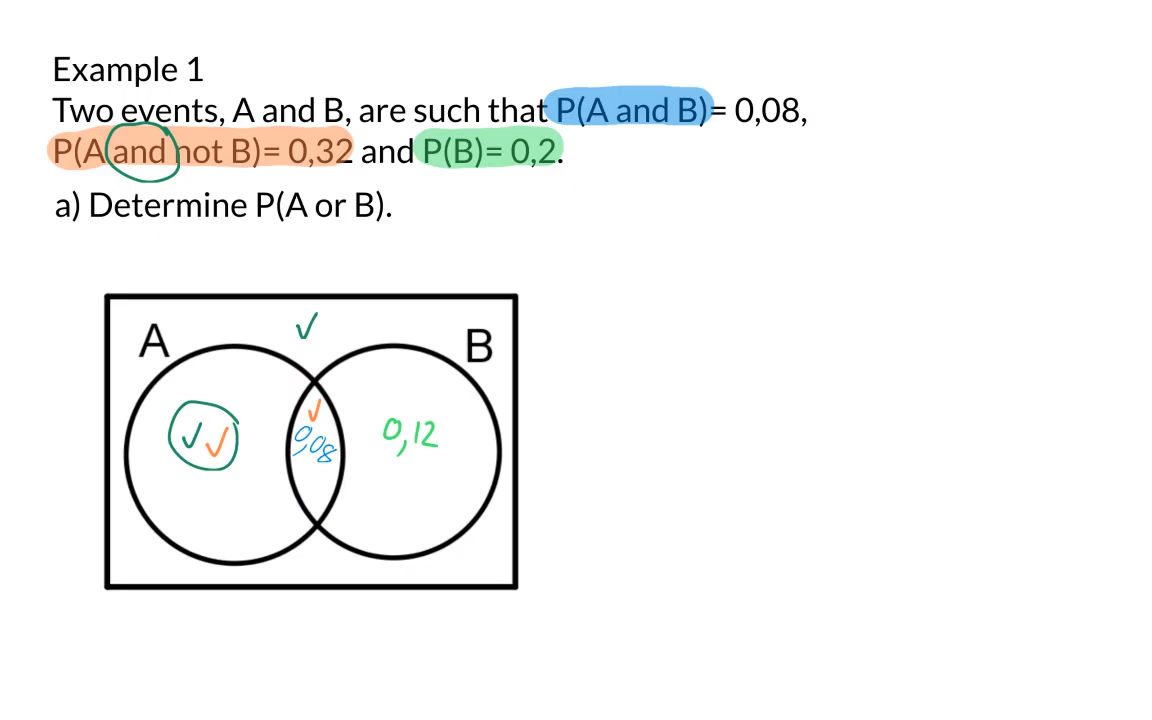 Example 1
Two events, A and B, are such that P(A and B)= 0,08,
P(A and not B)= 0,32 and P(B)= 0,2.
a) Determine P(A or B).
A
B
0,08
0,12